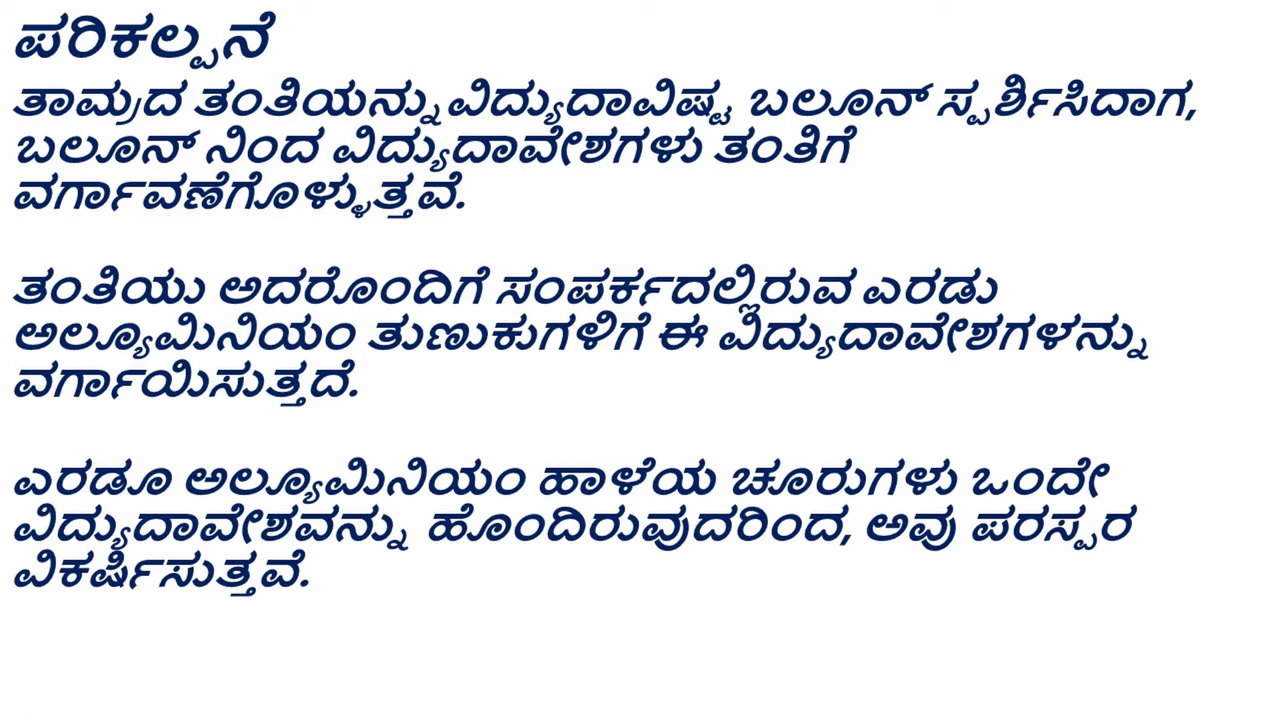 ಪರಿಕಲ್ಪನೆ
ತಾಮ್ರದ ತಂತಿಯನ್ನು ವಿದ್ಯುದಾವಿಷ್ಟ ಬಲೂನ್ ಸ್ಪರ್ಶಿಸಿದಾಗ,
ಬಲೂನ್ ನಿಂದ ವಿದ್ಯುದಾವೇಶಗಳು ತಂತಿಗೆ
ವರ್ಗಾವಣೆಗೊಳ್ಳುತ್ತವೆ.
ತಂತಿಯು ಅದರೊಂದಿಗೆ ಸಂಪರ್ಕದಲ್ಲಿರುವ ಎರಡು
ಅಲ್ಯೂಮಿನಿಯಂ ತುಣುಕುಗಳಿಗೆ ಈ ವಿದ್ಯುದಾವೇಶಗಳನ್ನು
ವರ್ಗಾಯಿಸುತ್ತದೆ.
ಎರಡೂ ಅಲ್ಯೂಮಿನಿಯಂ ಹಾಳೆಯ ಚೂರುಗಳು ಒಂದೇ
ವಿದ್ಯುದಾವೇಶವನ್ನು ಹೊಂದಿರುವುದರಿಂದ, ಅವು ಪರಸ್ಪರ
ವಿಕರ್ಷಿಸುತ್ತವೆ.